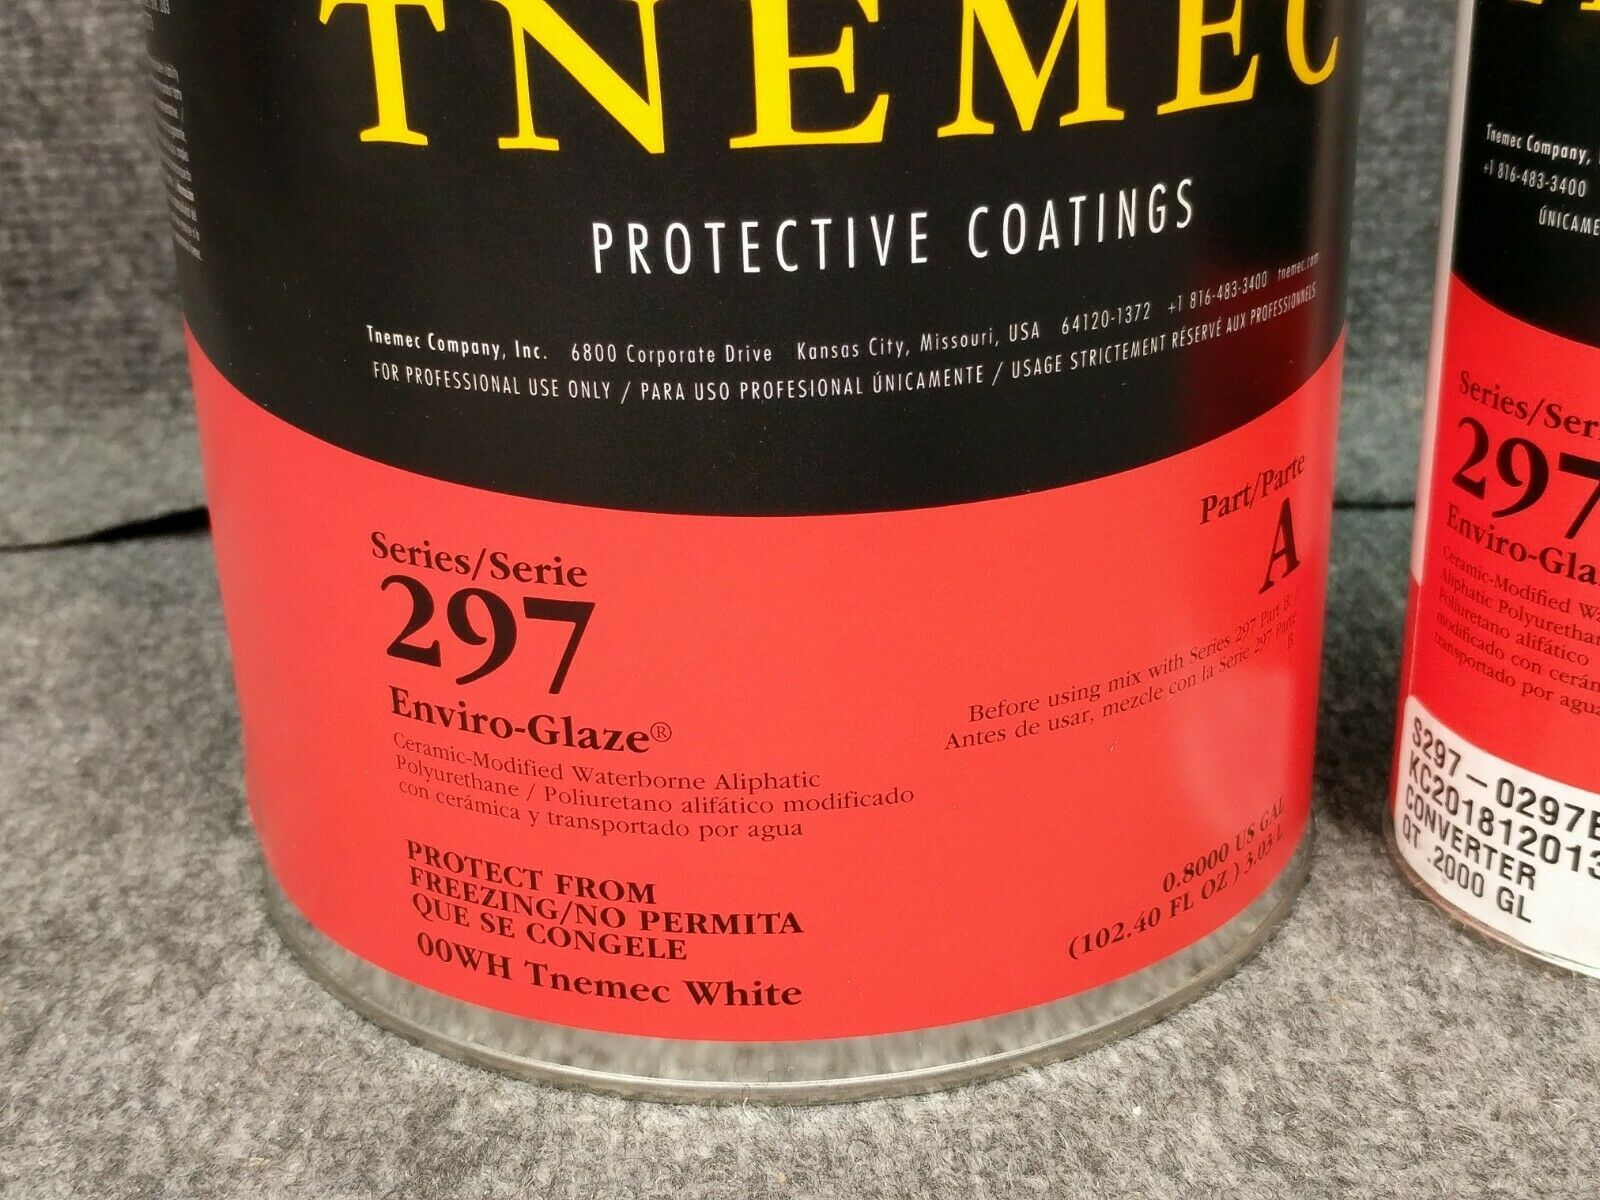 TNEMEC
PROTECTIVE COATINGS
Tnemec Company, Inc. 6800 Corporate Drive Kansas City, Missouri, USA 64120-1372 +1 816-483-3400 tnemec.com
FOR PROFESSIONAL USE ONLY / PARA USO PROFESIONAL ÚNICAMENTE / USAGE STRICTEMENT RÉSERVÉ AUX PROFESSIONNELS
Series/Serie
297
Enviro-Glaze®
Ceramic-Modified Waterborne Aliphatic
Polyurethane / Poliuretano alifático modificado
con cerámica y transportado por agua
PROTECT FROM
FREEZING/NO PERMITA
QUE SE CONGELE
00WH Tnemec White
Part/Parte
A
Before using mix with Series 297 Part B.
Antes de usar, mezcle con la Serie 297 Parte
B.
0.8000 US GAL
(102.40 FL OZ) 3.03 L
Tnemec Company,
+1 816-483-3400
ÚNICAME
Series/Ser
297
Enviro-Gla
Ceramic-Modified Wa
Aliphatic Polyurethan
Poliuretano alifático
modificado con cerám
transportado por agua
S297-0297B
KC201812013
CONVERTER
QT .2000 GL